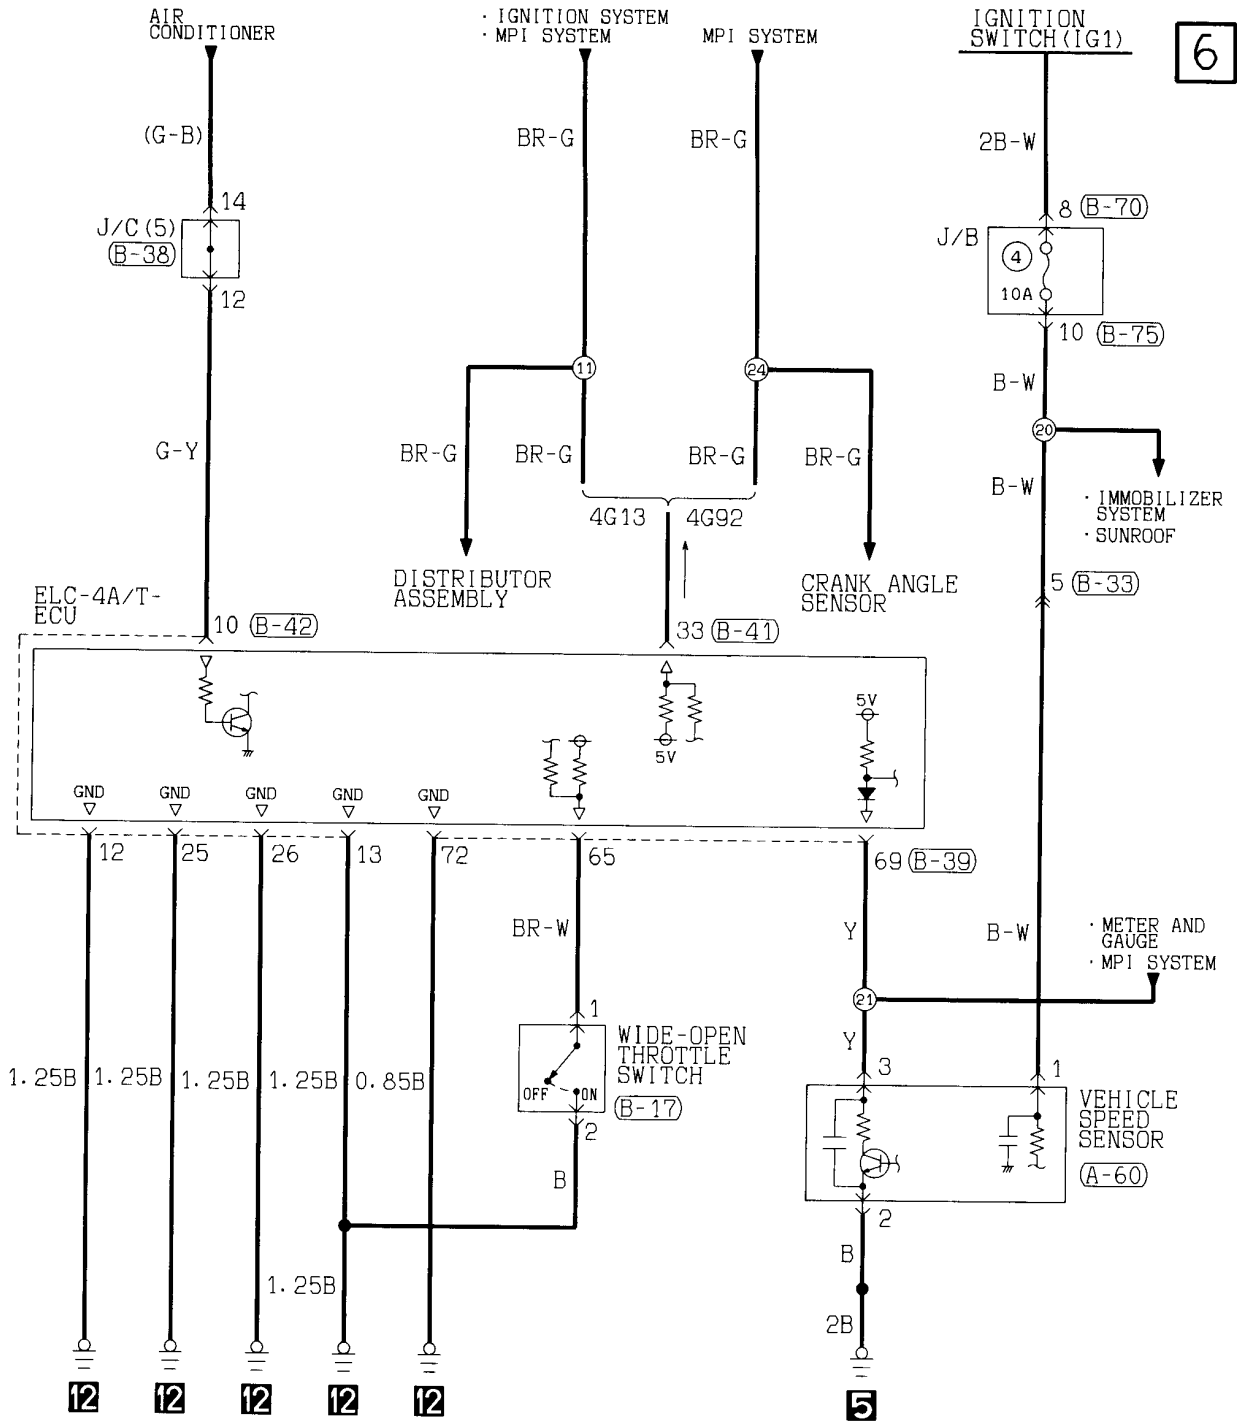 AIR
CONDITIONER
· IGNITION SYSTEM
· MPI SYSTEM
MPI SYSTEM
IGNITION
SWITCH(IG1)
6
(G-B)
BR-G
BR-G
2B-W
14
J/C(5)
(B-38)
12
8 (B-70)
J/B
4
10A
10 (B-75)
B-W
11
24
20
G-Y
BR-G
BR-G
BR-G
BR-G
B-W
· IMMOBILIZER
SYSTEM
· SUNROOF
4G13
4G92
DISTRIBUTOR
ASSEMBLY
CRANK ANGLE
SENSOR
5 (B-33)
ELC-4A/T-
ECU
10 (B-42)
33 (B-41)
5V
5V
GND
GND
GND
GND
GND
12
25
26
13
72
65
69 (B-39)
BR-W
Y
B-W
· METER AND
GAUGE
· MPI SYSTEM
21
1
WIDE-OPEN
THROTTLE
SWITCH
(B-17)
OFF
ON
2
Y
3
1
1.25B
1.25B
1.25B
1.25B
0.85B
VEHICLE
SPEED
SENSOR
(A-60)
B
2
B
1.25B
2B
12
12
12
12
12
5